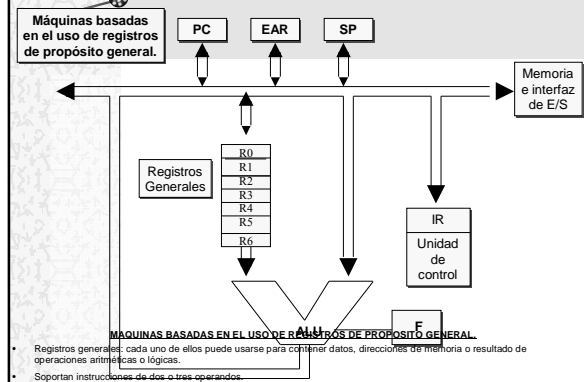 Máquinas basadas
en el uso de registros
de propósito general.
PC
EAR
SP
Memoria
e interfaz
de E/S
Registros
Generales
R0
R1
R2
R3
R4
R5
R6
IR
Unidad
de
control
ALU
F
MAQUINAS BASADAS EN EL USO DE REGISTROS DE PROPOSITO GENERAL.
• Registros generales: cada uno de ellos puede usarse para contener datos, direcciones de memoria o resultado de
operaciones aritméticas o lógicas.
• Soportan instrucciones de dos o tres operandos.